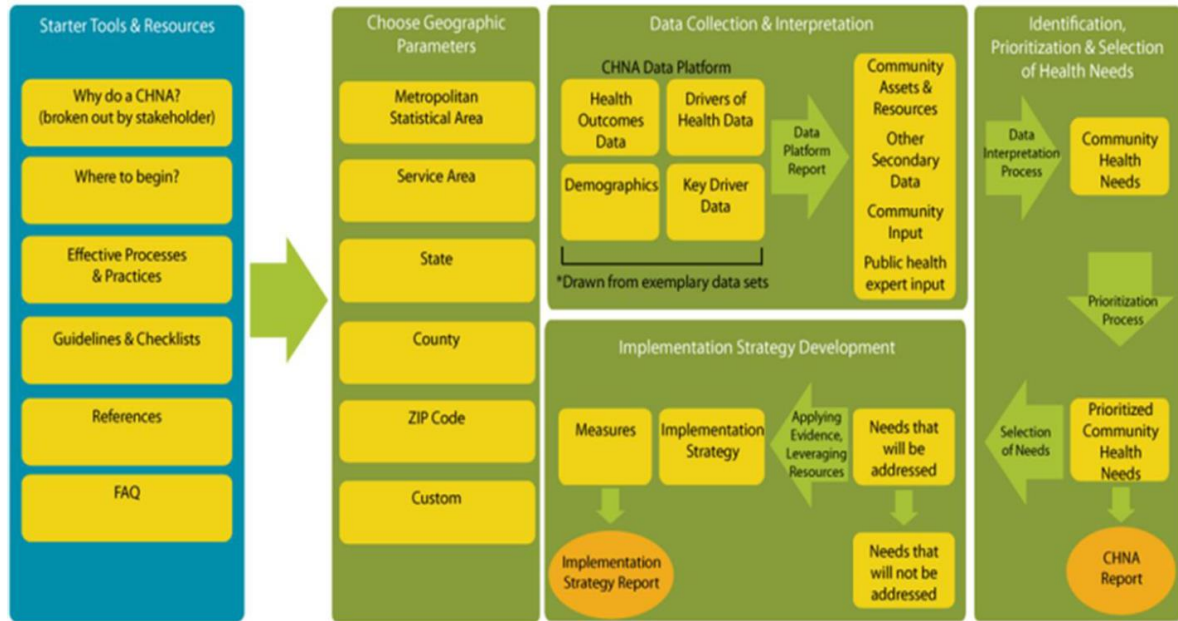 Starter Tools & Resources
Why do a CHNA?
(broken out by stakeholder)
Where to begin?
Effective Processes
& Practices
Guidelines & Checklists
References
FAQ
Choose Geographic
Parameters
Metropolitan
Statistical Area
Service Area
State
County
ZIP Code
Custom
Data Collection & Interpretation
CHNA Data Platform
Health
Outcomes
Data
Drivers of
Health Data
Demographics
Key Driver
Data
*Drawn from exemplary data sets
Data
Platform
Report
Community
Assets &
Resources
Other
Secondary
Data
Community
Input
Public health
expert input
Identification,
Prioritization & Selection
of Health Needs
Data
Interpretation
Process
Community
Health
Needs
Prioritization
Process
Prioritized
Community
Health
Needs
CHNA
Report
Selection
of Needs
Implementation Strategy Development
Needs that
will be
addressed
Needs that
will not be
addressed
Applying
Evidence,
Leveraging
Resources
Implementation
Strategy
Measures
Implementation
Strategy Report